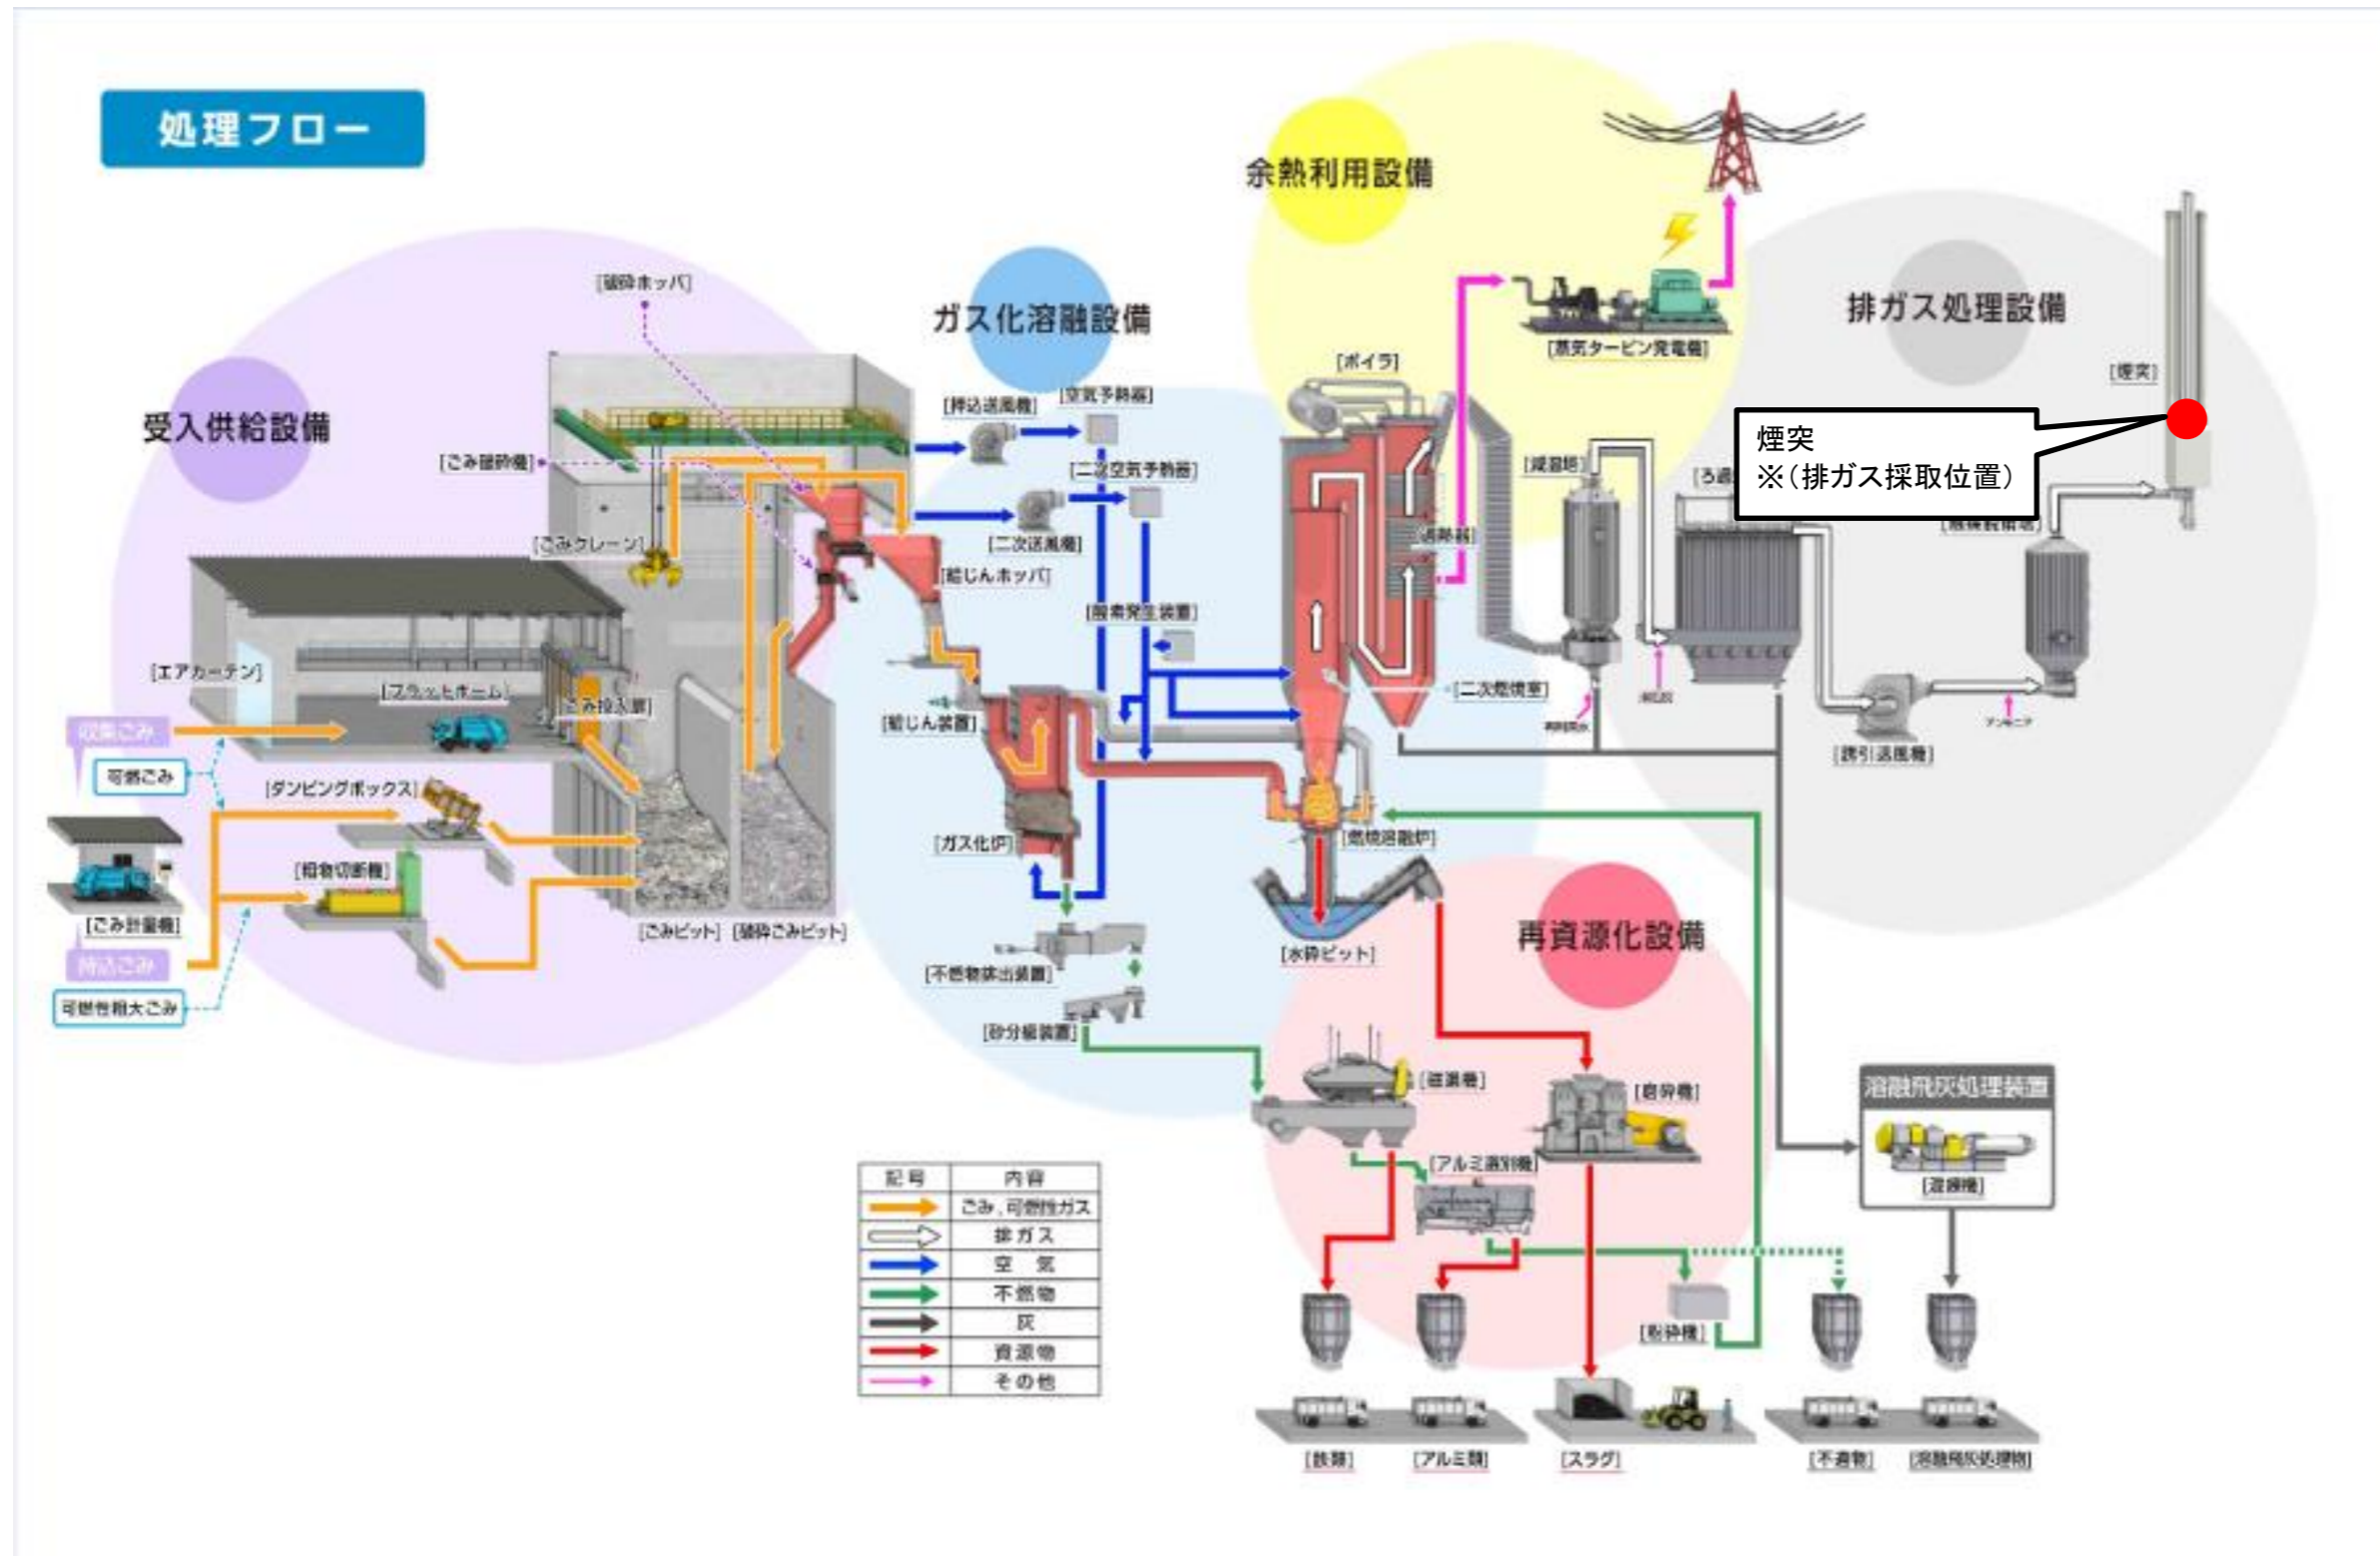 処理フロー
余熱利用設備
排ガス処理設備
ガス化溶融設備
受入供給設備
再資源化設備
[破砕ホッパ]
[押込送風機]
[空気予熱器]
[ボイラ]
[蒸気タービン発電機]
[煙突]
煙突
※(排ガス採取位置)
[ごみ破砕機]
[二次空気予熱器]
[減温塔]
[ろ過
[ごみクレーン]
[二次送風機]
[過熱器]
[給じんホッパ]
[酸素発生装置]
[エアカーテン]
[プラットホーム]
[ごみ投入扉]
[給じん装置]
[二次燃焼室]
収集ごみ
可燃ごみ
アンモニア
[誘引送風機]
[ダンピングボックス]
[粗物切断機]
[ガス化炉]
[燃焼溶融炉]
[ごみ計量機]
[ごみピット]
[破砕ごみピット]
持込ごみ
可燃性粗大ごみ
[不燃物排出装置]
[水砕ピット]
[砂分級装置]
[磁選機]
[磨砕機]
溶融飛灰処理装置
[混練機]
[アルミ選別機]
[粉砕機]
記号 内容
ごみ、可燃性ガス
排ガス
空 気
不燃物
灰
資源物
その他
[鉄類]
[アルミ類]
[スラグ]
[不適物]
[溶融飛灰処理物]